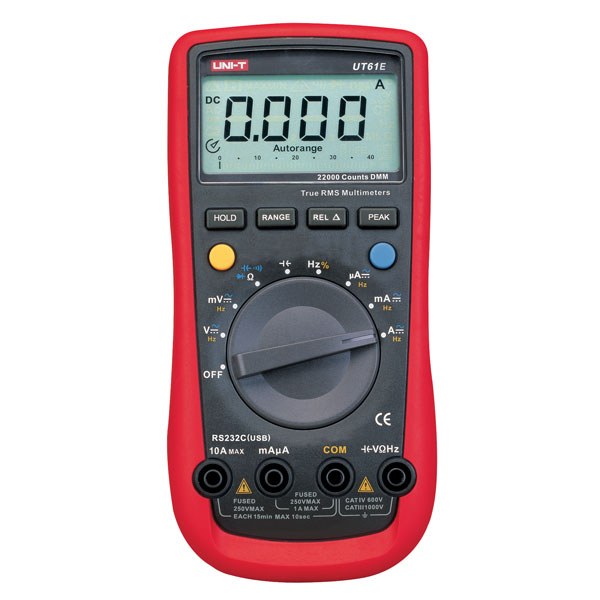 UNI-T UT61E
A
DC 0.000
Autorange
0 10 20 30 40
22000 Counts DMM
True RMS Multimeters
HOLD RANGE REL △ PEAK
Hz%
Ω µA
Hz
mV mA
Hz Hz
V A
Hz Hz
OFF
CE
RS232C(USB)
10A MAX mAµA COM VΩHz
FUSED 250VMAX
FUSED 250VMAX 1A MAX
CATIV 600V
CATIII1000V
EACH 15min MAX 10sec